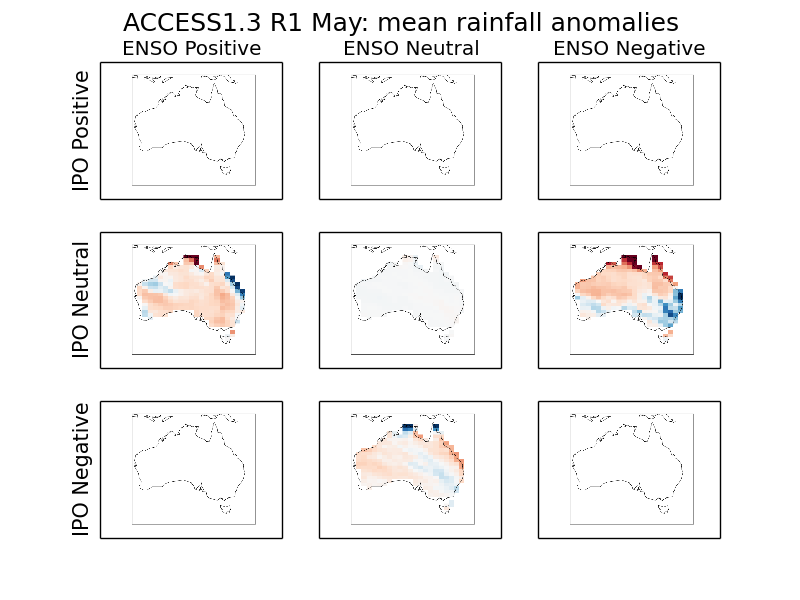 ACCESS1.3 R1 May: mean rainfall anomalies
ENSO Positive
ENSO Neutral
ENSO Negative
IPO Positive
IPO Neutral
IPO Negative